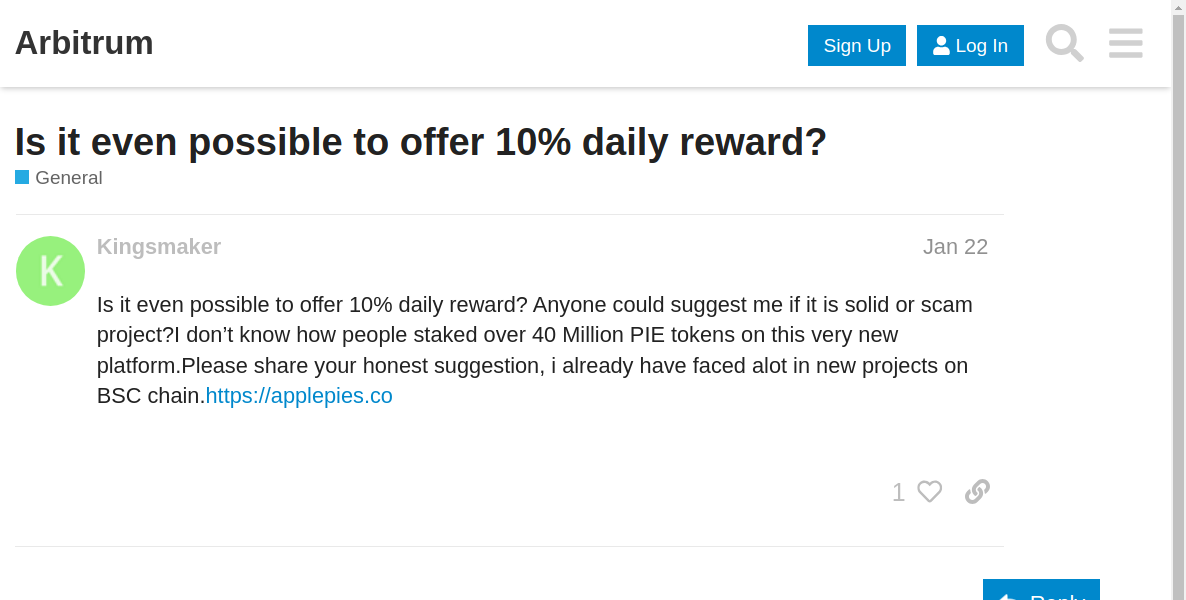 Arbitrum
Sign Up
Log In
Is it even possible to offer 10% daily reward?
General
K
Kingsmaker
Jan 22
Is it even possible to offer 10% daily reward? Anyone could suggest me if it is solid or scam
project?I don’t know how people staked over 40 Million PIE tokens on this very new
platform.Please share your honest suggestion, i already have faced alot in new projects on
BSC chain.https://applepies.co
1
Reply